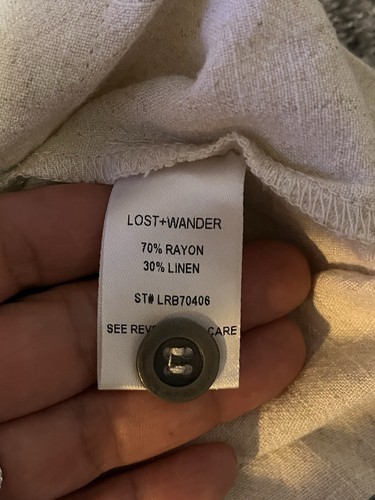 LOST+WANDER
70% RAYON
30% LINEN
ST# LRB70406
SEE CARE